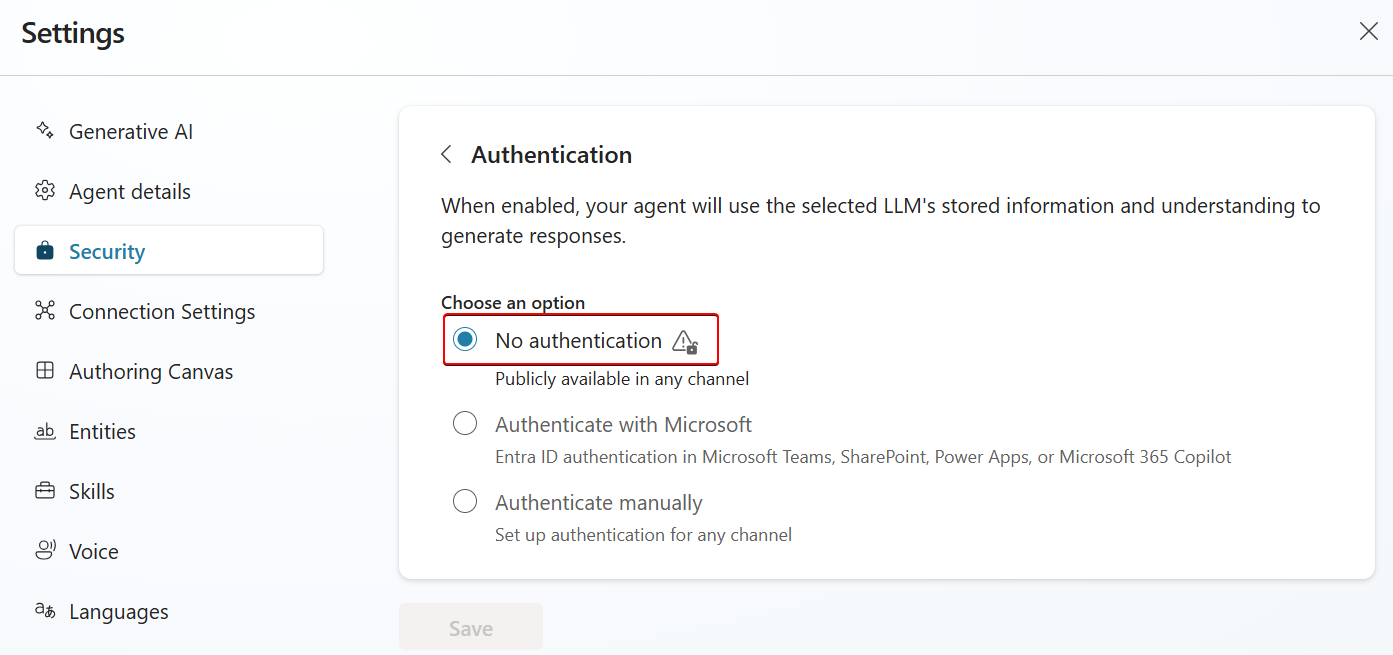 Settings
Generative AI
Agent details
Security
Connection Settings
Authoring Canvas
ab Entities
Skills
Voice
Languages
Authentication
When enabled, your agent will use the selected LLM's stored information and understanding to
generate responses.
Choose an option
No authentication
Publicly available in any channel
Authenticate with Microsoft
Entra ID authentication in Microsoft Teams, SharePoint, Power Apps, or Microsoft 365 Copilot
Authenticate manually
Set up authentication for any channel
Save